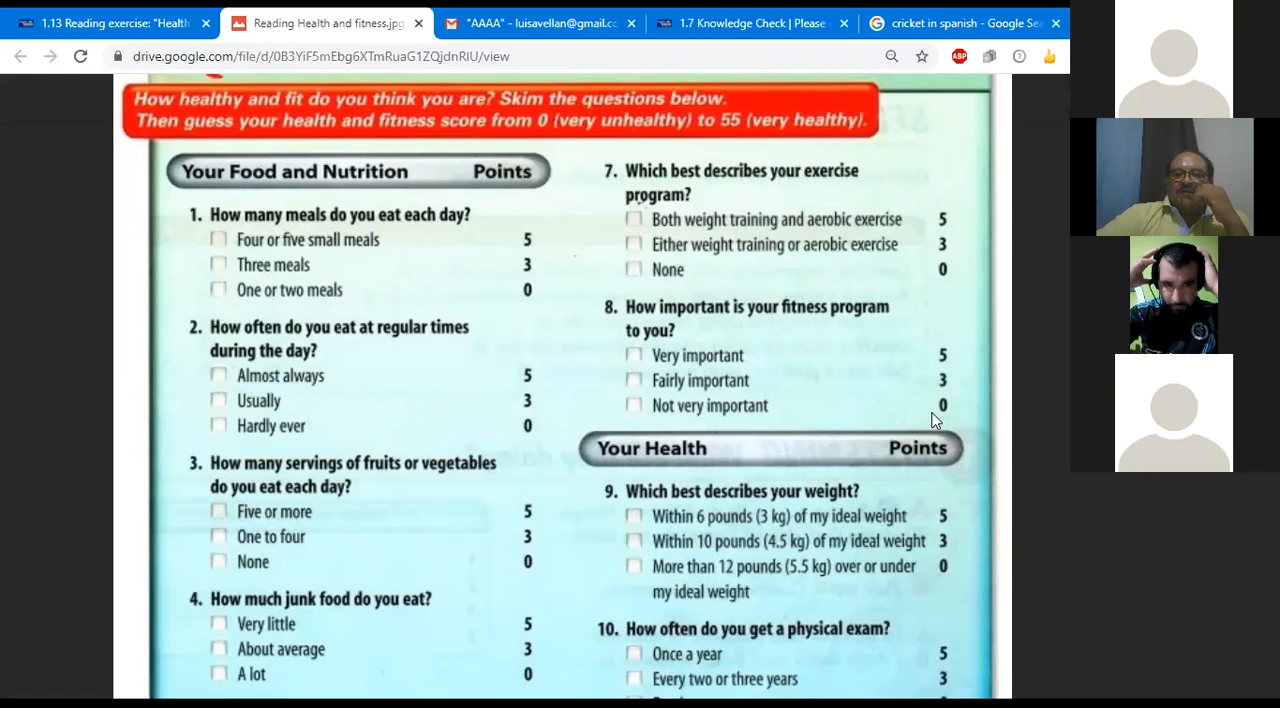 1.13 Reading exercise: "Health
Reading Health and fitness.jpg
"AAAA" - luisavellan@gmail.cc
1.7 Knowledge Check | Please
cricket in spanish - Google Sea
drive.google.com/file/d/0B3YiF5mEbg6XTmRuaG1ZQjdnRlU/view
ABP
How healthy and fit do you think you are? Skim the questions below.
Then guess your health and fitness score from 0 (very unhealthy) to 55 (very healthy).
Your Food and Nutrition Points
1. How many meals do you eat each day?
Four or five small meals 5
Three meals 3
One or two meals 0
2. How often do you eat at regular times
during the day?
Almost always 5
Usually 3
Hardly ever 0
3. How many servings of fruits or vegetables
do you eat each day?
Five or more 5
One to four 3
None 0
4. How much junk food do you eat?
Very little 5
About average 3
A lot 0
7. Which best describes your exercise
program?
Both weight training and aerobic exercise 5
Either weight training or aerobic exercise 3
None 0
8. How important is your fitness program
to you?
Very important 5
Fairly important 3
Not very important 0
Your Health Points
9. Which best describes your weight?
Within 6 pounds (3 kg) of my ideal weight 5
Within 10 pounds (4.5 kg) of my ideal weight 3
More than 12 pounds (5.5 kg) over or under 0
my ideal weight
10. How often do you get a physical exam?
Once a year 5
Every two or three years 3